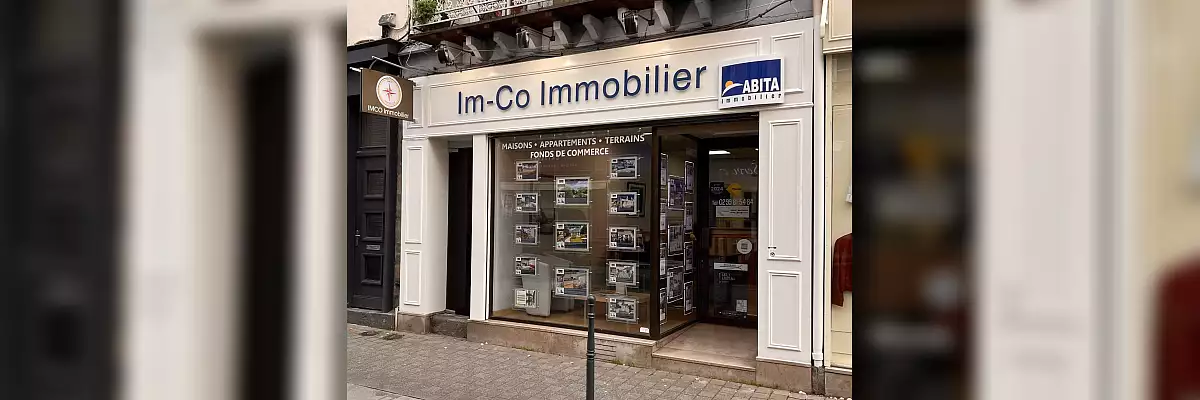 Im-Co Immobilier
ABITA
immobilier
IMCO Immobilier
MAISONS • APPARTEMENTS • TERRAINS
FONDS DE COMMERCE